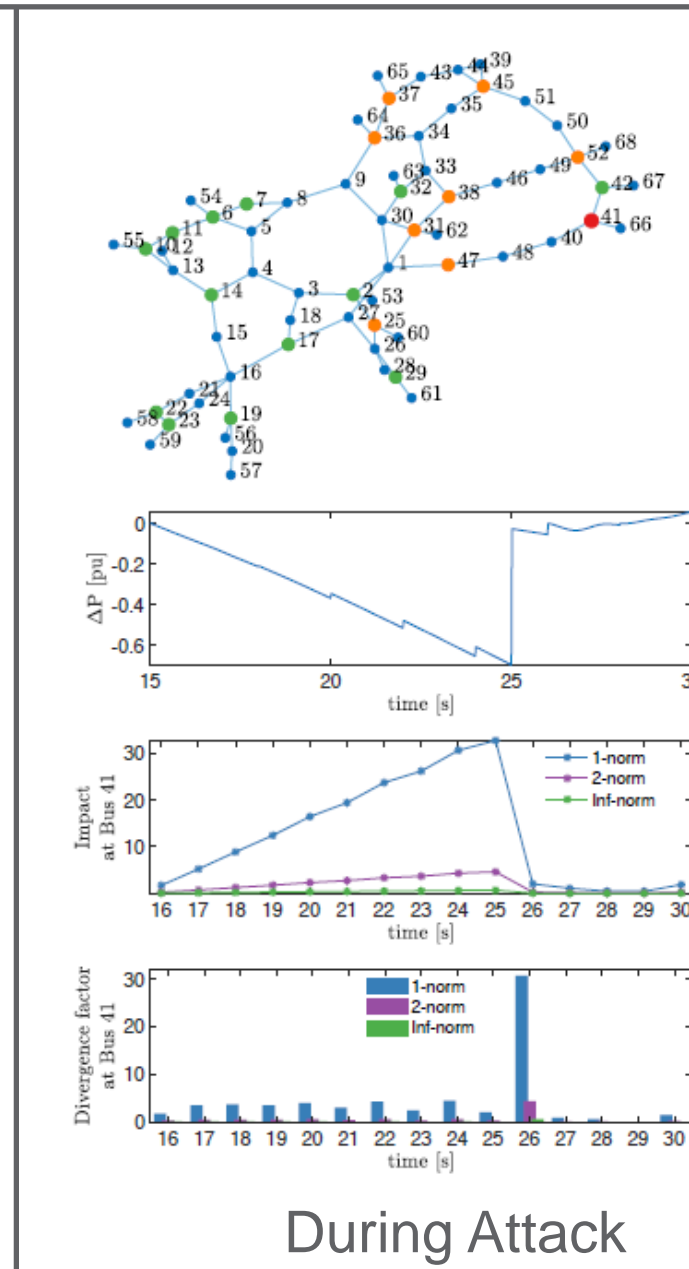 39
65 43 44 45
37 51
64 35 50
36 34 68
52
33 49
9 63 46 42 67
54 7 32 38
8 41
6 30 66
11 5 31 40
55 10 62 48
12 1 47
13 4
3 2
14 53
27
18 25
15 60
17 26
16 28
29
21 61
24
22 19
58 23
56
59 20
57
0
-0.2
-0.4
-0.6
ΔP [pu]
15 20 25 3
time [s]
30
20
10
Impact
at Bus 41
1-norm
2-norm
Inf-norm
16 17 18 19 20 21 22 23 24 25 26 27 28 29 30
time [s]
30
20
10
0
Divergence factor
at Bus 41
1-norm
2-norm
Inf-norm
16 17 18 19 20 21 22 23 24 25 26 27 28 29 30
time [s]
During Attack